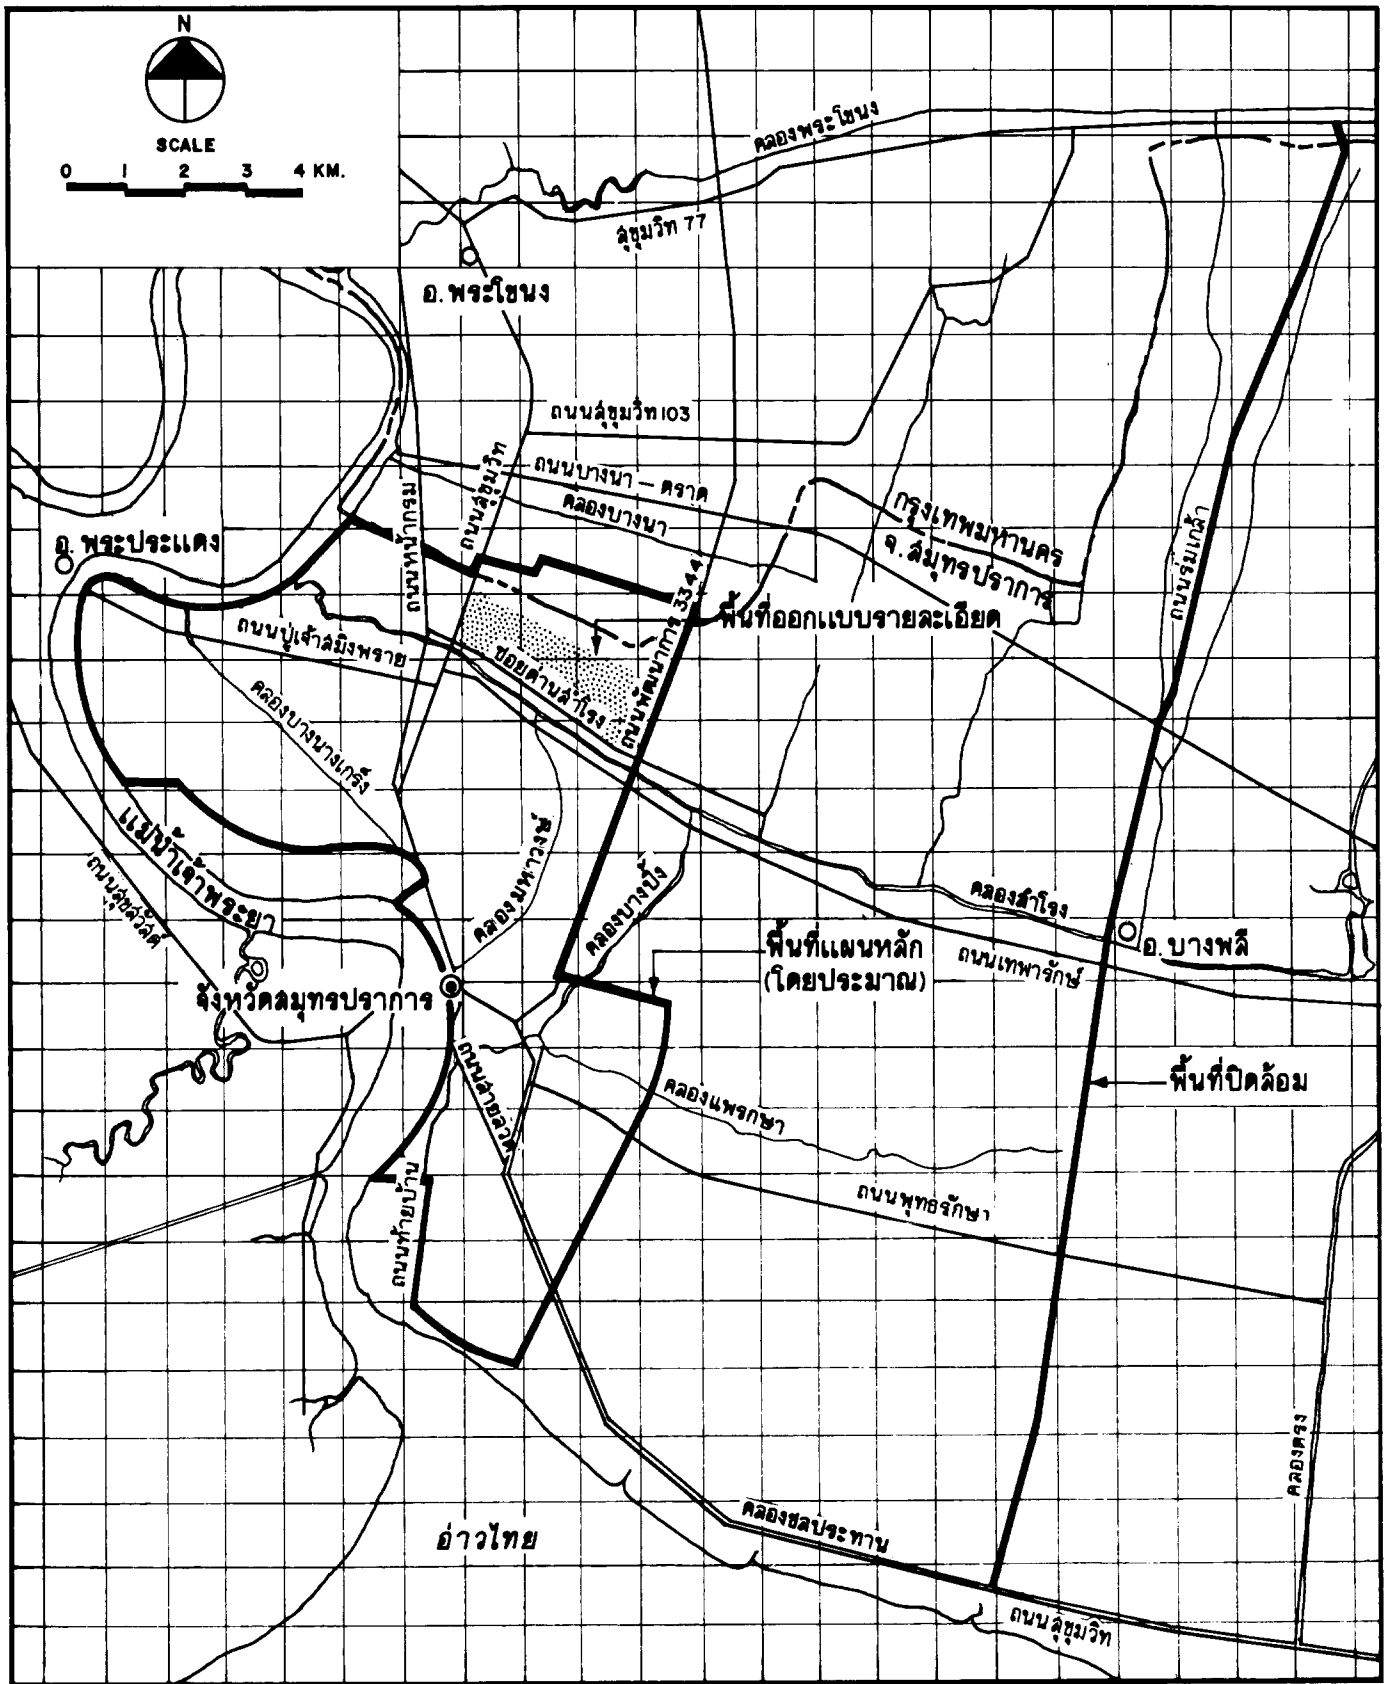 N
SCALE
0 1 2 3 4 KM.
คลองพระโขนง
สุขุมวิท 77
อ. พระโขนง
ถนนสุขุมวิท 103
ถนนบางนา – ตราด
คลองบางนา
ถนนสุขุมวิท
ถนนหน้ากรม
กรุงเทพมหานคร
จ. สมุทรปราการ
ถนนร่มเกล้า
อ. พระประแดง
พื้นที่ออกแบบรายละเอียด
ถนนปู่เจ้าสมิงพราย
ซอยด่านสำโรง
ถนนพัฒนาการ 3344
คลองบางนางเกร็ง
แม่น้ำเจ้าพระยา
ถนนสุขสวัสดิ์
คลองมหาวงษ์
คลองบางปิ้ง
คลองสำโรง
อ. บางพลี
ถนนเทพารักษ์
พื้นที่แผนหลัก
(โดยประมาณ)
จังหวัดสมุทรปราการ
ถนนสายลวด
คลองแพรกษา
พื้นที่ปิดล้อม
ถนนท้ายบ้าน
ถนนพุทธรักษา
คลองตรง
คลองชลประทาน
อ่าวไทย
ถนนสุขุมวิท